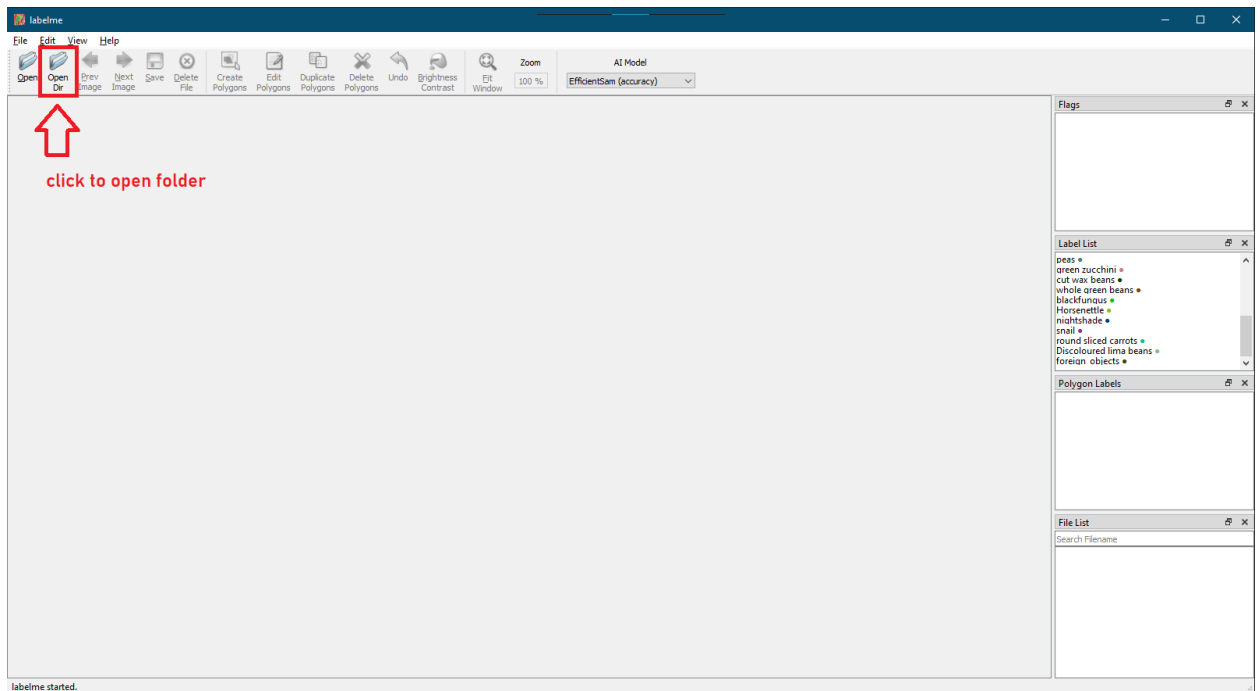 labelme
File Edit View Help
Open
Open Dir
Prev Image
Next Image
Save
Delete File
Create Polygons
Edit Polygons
Duplicate Polygons
Delete Polygons
Undo
Brightness Contrast
Fit Window
Zoom
100 %
AI Model
EfficientSam (accuracy)
click to open folder
Flags
Label List
peas
green zucchini
cut wax beans
whole green beans
blackfungus
Horsenettle
nightshade
snail
round sliced carrots
Discoloured lima beans
foreign_objects
Polygon Labels
File List
Search Filename
labelme started.